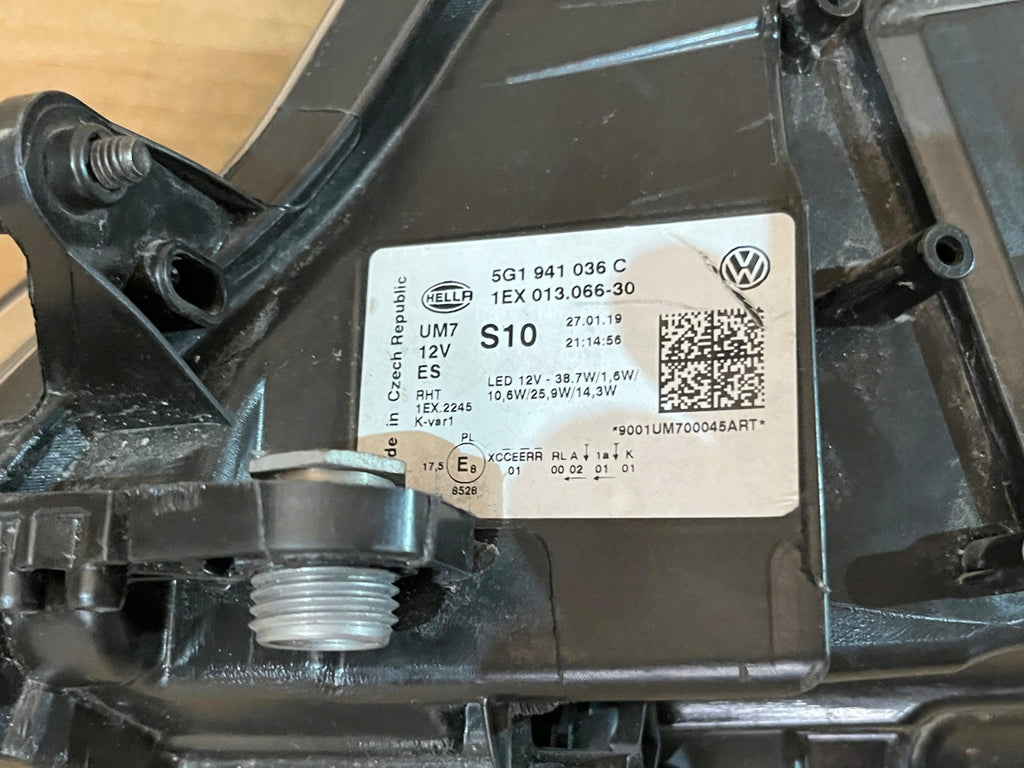 5G1 941 036 C
1EX 013.066-30
HELLA
UM7
12V
ES
S10
27.01.19
21:14:56
RHT
1EX.2245
K-var1
LED 12V - 38.7W/1,6W/
10,6W/25,9W/14,3W
*9001UM700045ART*
in Czech Republic
PL
17,5 E8
8528
XCCEERR RL A 1a K
01 00 02 01 01
VW